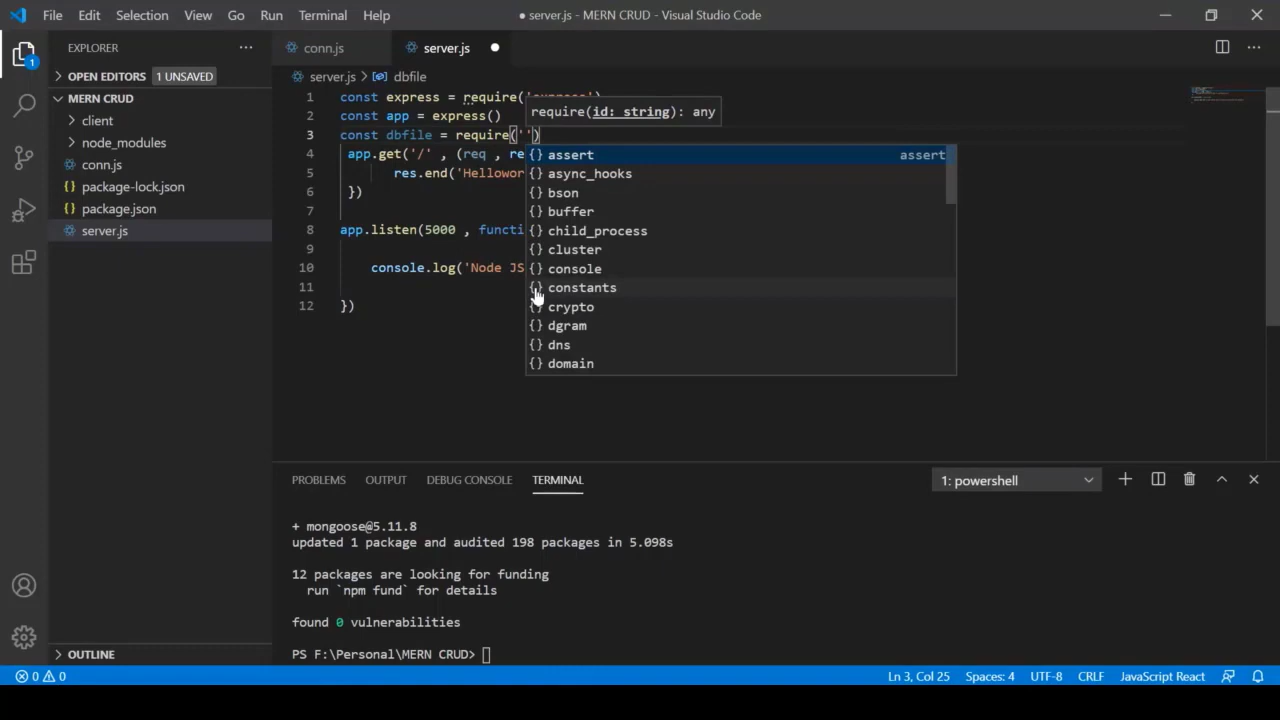 File Edit Selection View Go Run Terminal Help
● server.js - MERN CRUD - Visual Studio Code
EXPLORER
OPEN EDITORS 1 UNSAVED
MERN CRUD
client
node_modules
conn.js
package-lock.json
package.json
server.js
OUTLINE
1
conn.js
server.js
server.js > dbfile
1 const express = require('express')
2 const app = express()
3 const dbfile = require('')
4 app.get('/' , (req , re
5 res.end('Hellowor
6 })
7
8 app.listen(5000 , functi
9
10 console.log('Node JS
11
12 })
require(id: string): any
{} assert assert
{} async_hooks
{} bson
{} buffer
{} child_process
{} cluster
{} console
{} constants
{} crypto
{} dgram
{} dns
{} domain
PROBLEMS OUTPUT DEBUG CONSOLE TERMINAL
1: powershell
+ mongoose@5.11.8
updated 1 package and audited 198 packages in 5.098s
12 packages are looking for funding
run `npm fund` for details
found 0 vulnerabilities
PS F:\Personal\MERN CRUD>
0 0
Ln 3, Col 25 Spaces: 4 UTF-8 CRLF JavaScript React